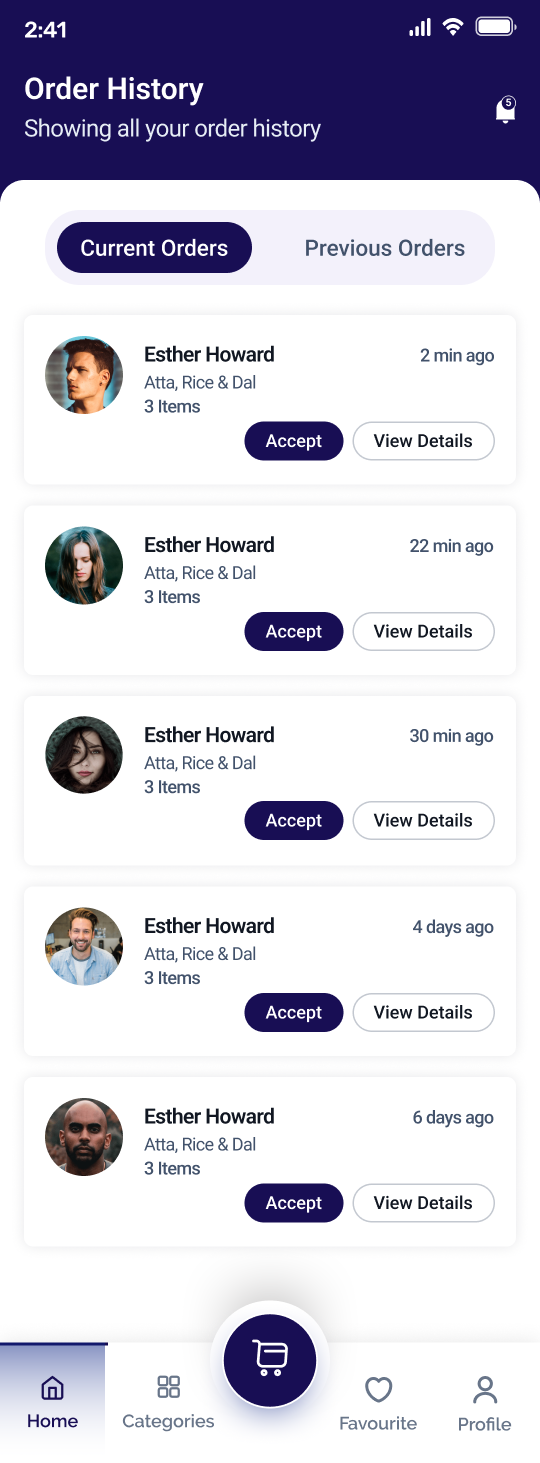 2:41
Order History
5
Showing all your order history
Current Orders Previous Orders
Esther Howard 2 min ago
Atta, Rice & Dal
3 Items
Accept View Details
Esther Howard 22 min ago
Atta, Rice & Dal
3 Items
Accept View Details
Esther Howard 30 min ago
Atta, Rice & Dal
3 Items
Accept View Details
Esther Howard 4 days ago
Atta, Rice & Dal
3 Items
Accept View Details
Esther Howard 6 days ago
Atta, Rice & Dal
3 Items
Accept View Details
Home Categories Favourite Profile